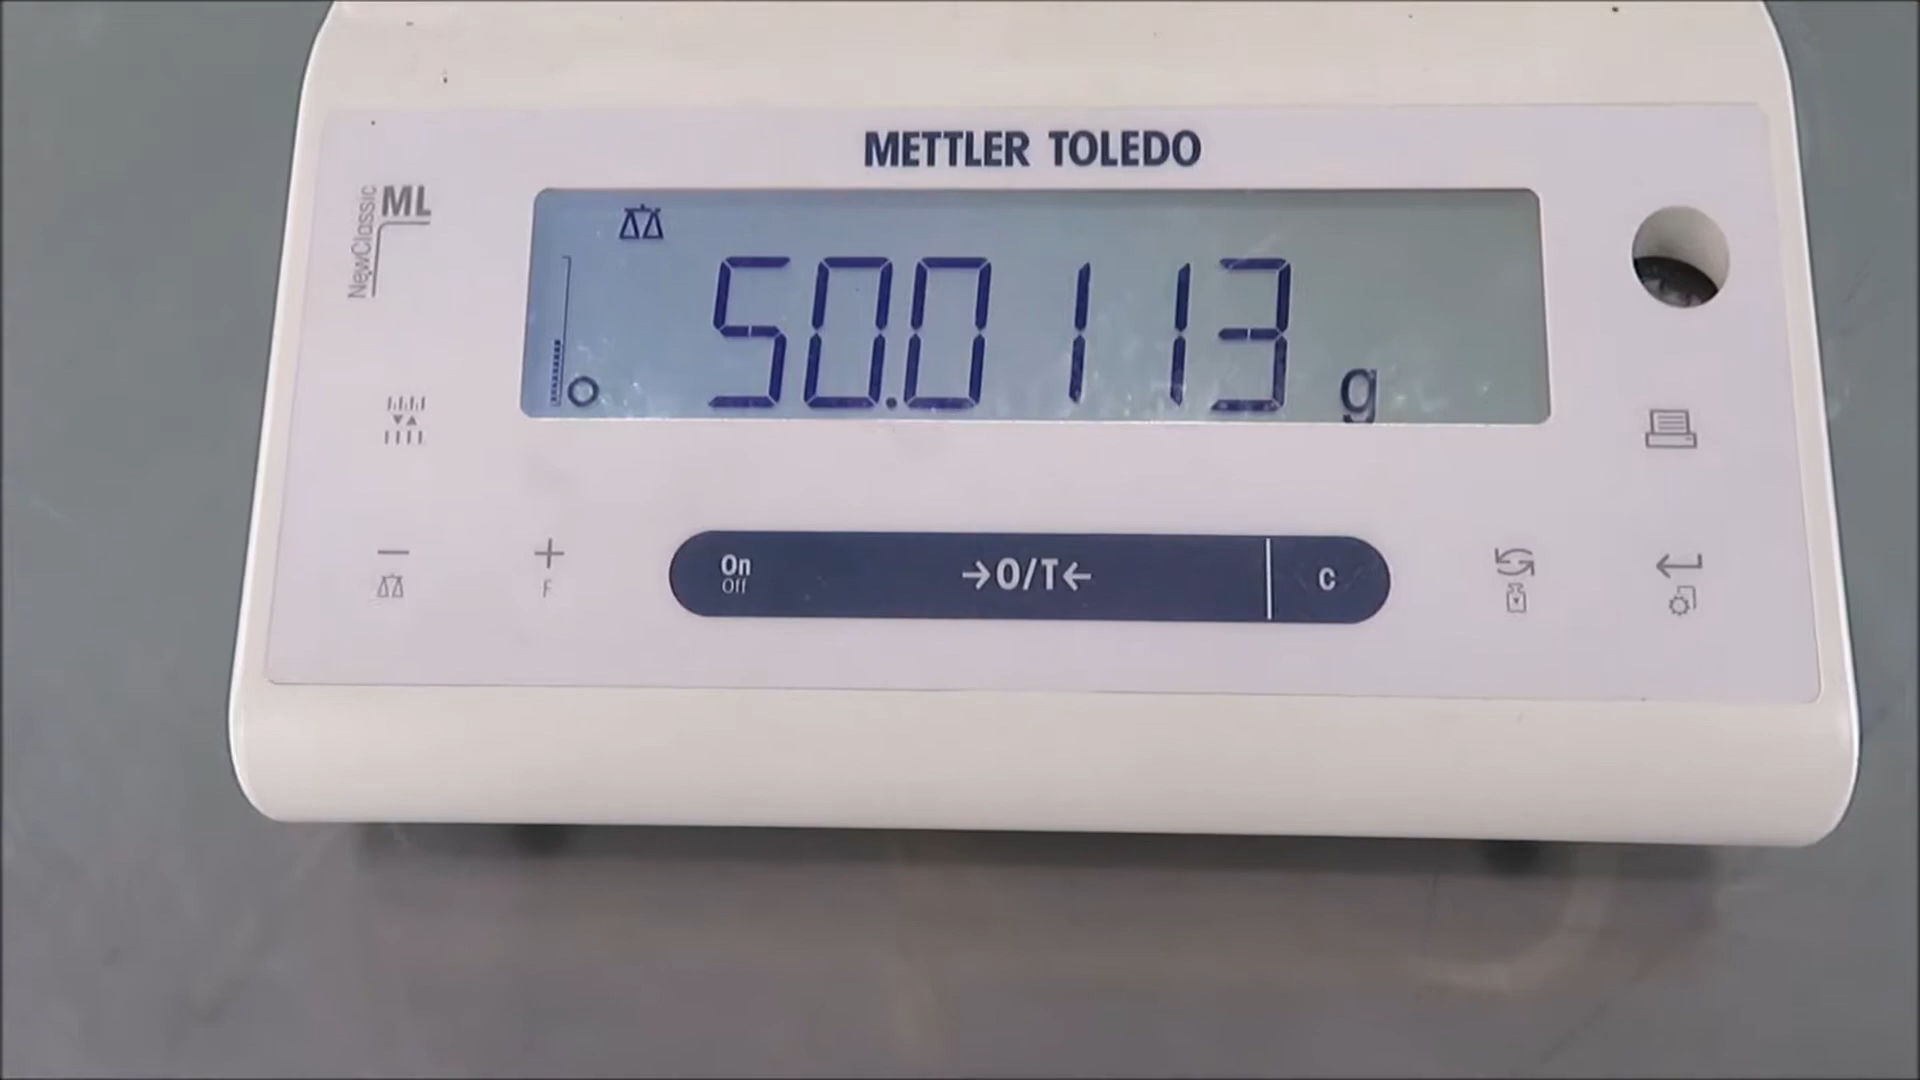 METTLER TOLEDO
NewClassic ML
50.0113 g
On
Off
→0/T←
C
F